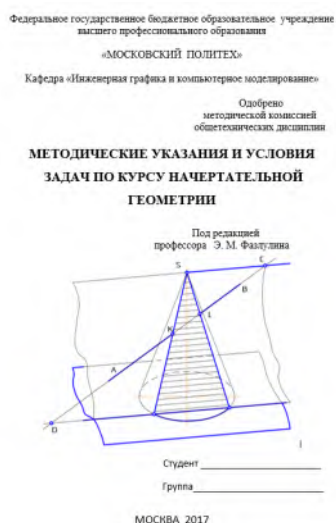 Федеральное государственное бюджетное образовательное учреждение
высшего профессионального образования
«МОСКОВСКИЙ ПОЛИТЕХ»
Кафедра «Инженерная графика и компьютерное моделирование»
Одобрено
методической комиссией
общетехнических дисциплин
МЕТОДИЧЕСКИЕ УКАЗАНИЯ И УСЛОВИЯ
ЗАДАЧ ПО КУРСУ НАЧЕРТАТЕЛЬНОЙ
ГЕОМЕТРИИ
Под редакцией
профессора Э. М. Фазлулина
S
C
B
L
K
A
D
Студент
Группа
МОСКВА 2017